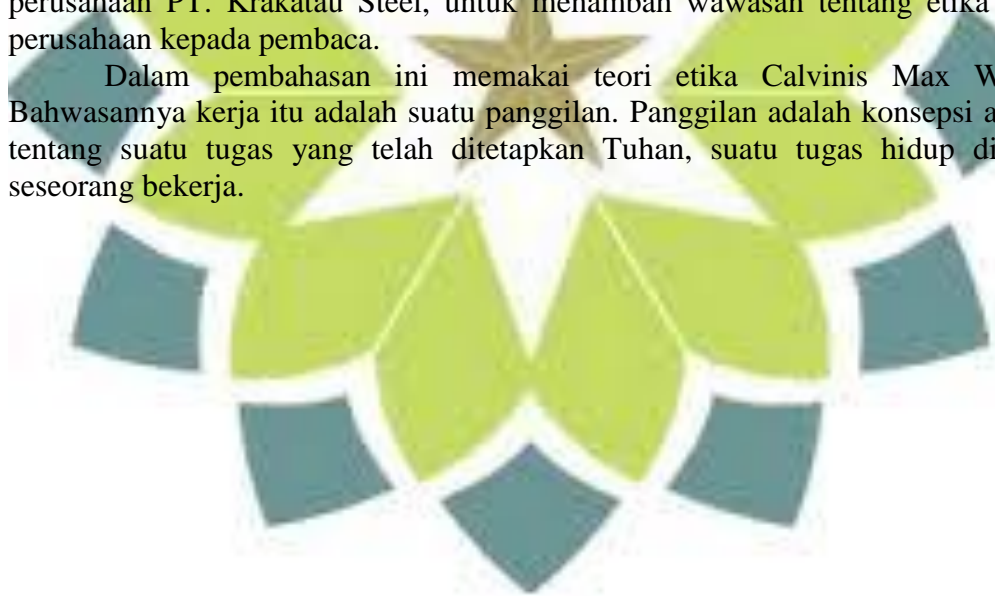 perusahaan PT. Krakatau Steel, untuk menambah wawasan tentang etika
perusahaan kepada pembaca.
Dalam pembahasan ini memakai teori etika Calvinis Max W
Bahwasannya kerja itu adalah suatu panggilan. Panggilan adalah konsepsi a
tentang suatu tugas yang telah ditetapkan Tuhan, suatu tugas hidup di
seseorang bekerja.